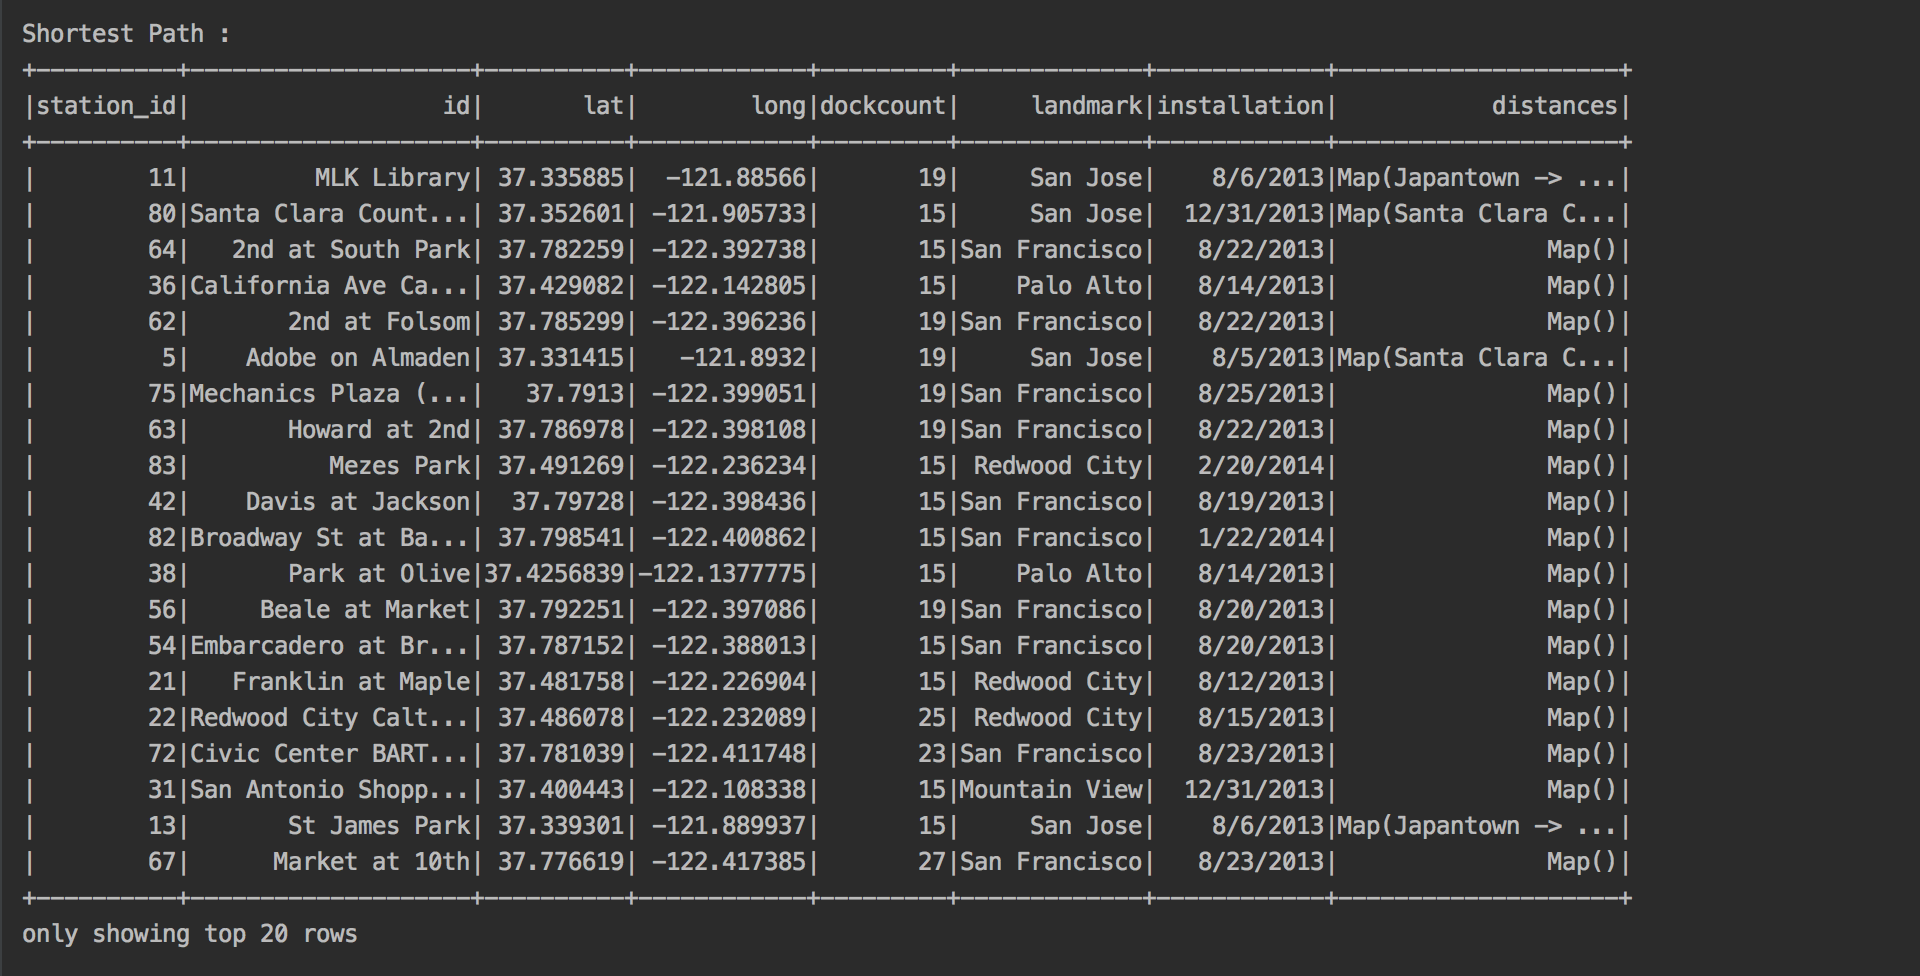 Shortest Path :
+----------+--------------------+----------+------------+---------+-------------+------------+--------------------+
|station_id|                  id|       lat|        long|dockcount|     landmark|installation|           distances|
+----------+--------------------+----------+------------+---------+-------------+------------+--------------------+
|        11|         MLK Library| 37.335885|  -121.88566|       19|     San Jose|    8/6/2013|Map(Japantown -> ...|
|        80|Santa Clara Count...| 37.352601| -121.905733|       15|     San Jose|  12/31/2013|Map(Santa Clara C...|
|        64|   2nd at South Park| 37.782259| -122.392738|       15|San Francisco|   8/22/2013|               Map()|
|        36|California Ave Ca...| 37.429082| -122.142805|       15|    Palo Alto|   8/14/2013|               Map()|
|        62|       2nd at Folsom| 37.785299| -122.396236|       19|San Francisco|   8/22/2013|               Map()|
|         5|    Adobe on Almaden| 37.331415|   -121.8932|       19|     San Jose|    8/5/2013|Map(Santa Clara C...|
|        75|Mechanics Plaza (...|   37.7913| -122.399051|       19|San Francisco|   8/25/2013|               Map()|
|        63|       Howard at 2nd| 37.786978| -122.398108|       19|San Francisco|   8/22/2013|               Map()|
|        83|          Mezes Park| 37.491269| -122.236234|       15| Redwood City|   2/20/2014|               Map()|
|        42|    Davis at Jackson|  37.79728| -122.398436|       15|San Francisco|   8/19/2013|               Map()|
|        82|Broadway St at Ba...| 37.798541| -122.400862|       15|San Francisco|   1/22/2014|               Map()|
|        38|       Park at Olive|37.4256839|-122.1377775|       15|    Palo Alto|   8/14/2013|               Map()|
|        56|     Beale at Market| 37.792251| -122.397086|       19|San Francisco|   8/20/2013|               Map()|
|        54|Embarcadero at Br...| 37.787152| -122.388013|       15|San Francisco|   8/20/2013|               Map()|
|        21|   Franklin at Maple| 37.481758| -122.226904|       15| Redwood City|   8/12/2013|               Map()|
|        22|Redwood City Calt...| 37.486078| -122.232089|       25| Redwood City|   8/15/2013|               Map()|
|        72|Civic Center BART...| 37.781039| -122.411748|       23|San Francisco|   8/23/2013|               Map()|
|        31|San Antonio Shopp...| 37.400443| -122.108338|       15|Mountain View|  12/31/2013|               Map()|
|        13|       St James Park| 37.339301| -121.889937|       15|     San Jose|    8/6/2013|Map(Japantown -> ...|
|        67|      Market at 10th| 37.776619| -122.417385|       27|San Francisco|   8/23/2013|               Map()|
+----------+--------------------+----------+------------+---------+-------------+------------+--------------------+
only showing top 20 rows